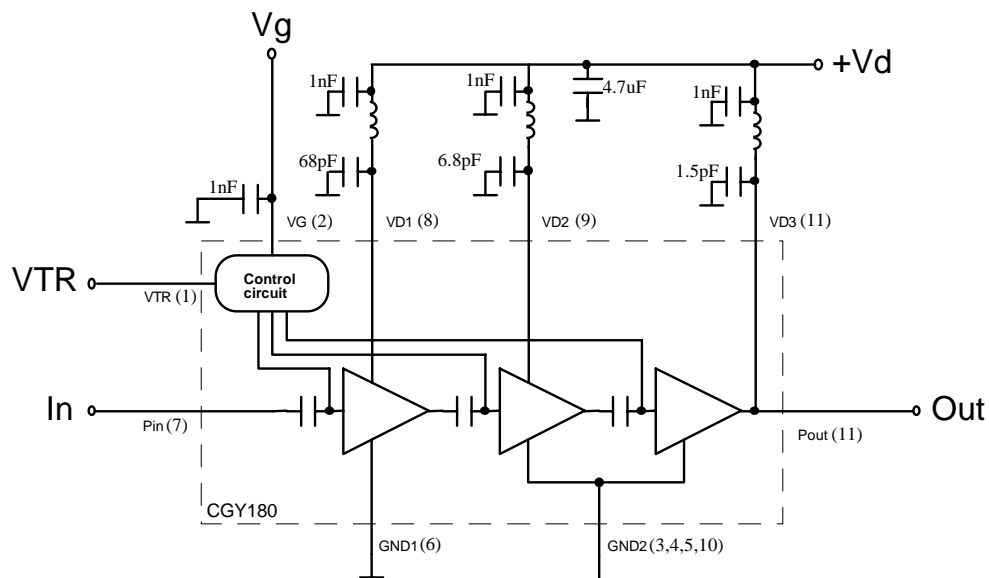 Vg
+Vd
1nF
1nF
4.7uF
1nF
68pF
6.8pF
1.5pF
1nF
VG (2)
VD1 (8)
VD2 (9)
VD3 (11)
VTR
VTR (1)
Control
circuit
In
Pin (7)
Out
Pout (11)
CGY180
GND1 (6)
GND2 (3,4,5,10)